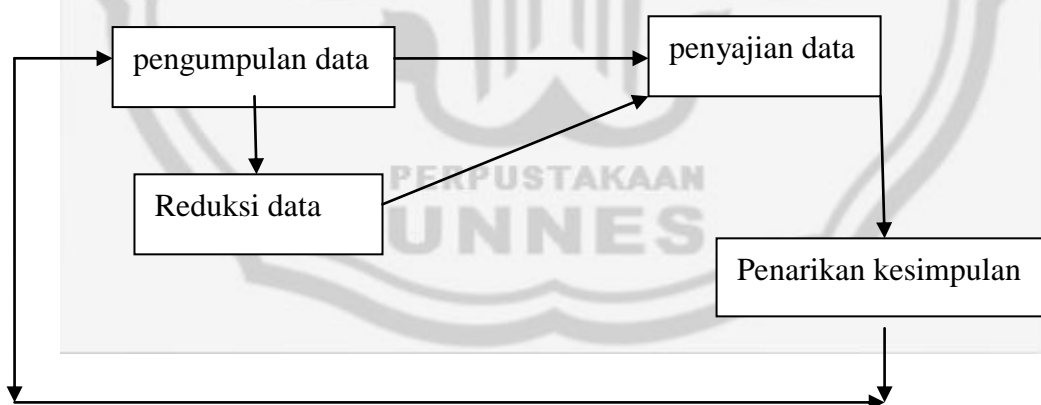 pengumpulan data
penyajian data
Reduksi data
PERPUSTAKAAN
UNNES
Penarikan kesimpulan